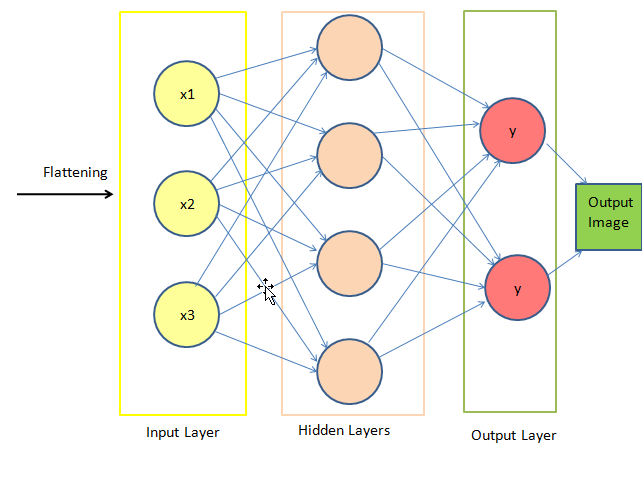 Flattening
x1
x2
x3
y
y
Output
Image
Input Layer
Hidden Layers
Output Layer